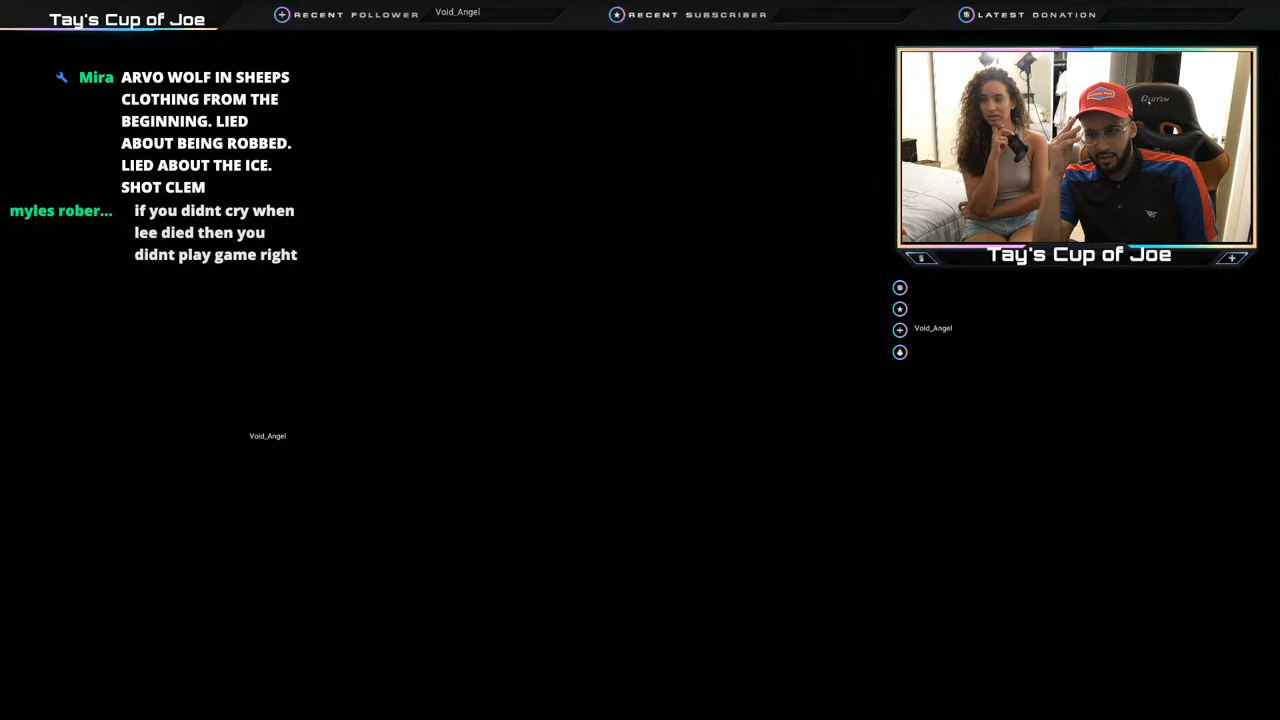 Tay's Cup of Joe
RECENT FOLLOWER
Void_Angel
RECENT SUBSCRIBER
LATEST DONATION
Mira ARVO WOLF IN SHEEPS
CLOTHING FROM THE
BEGINNING. LIED
ABOUT BEING ROBBED.
LIED ABOUT THE ICE.
SHOT CLEM
myles rober... if you didnt cry when
lee died then you
didnt play game right
CLUTCH
Tay's Cup of Joe
Void_Angel
Void_Angel